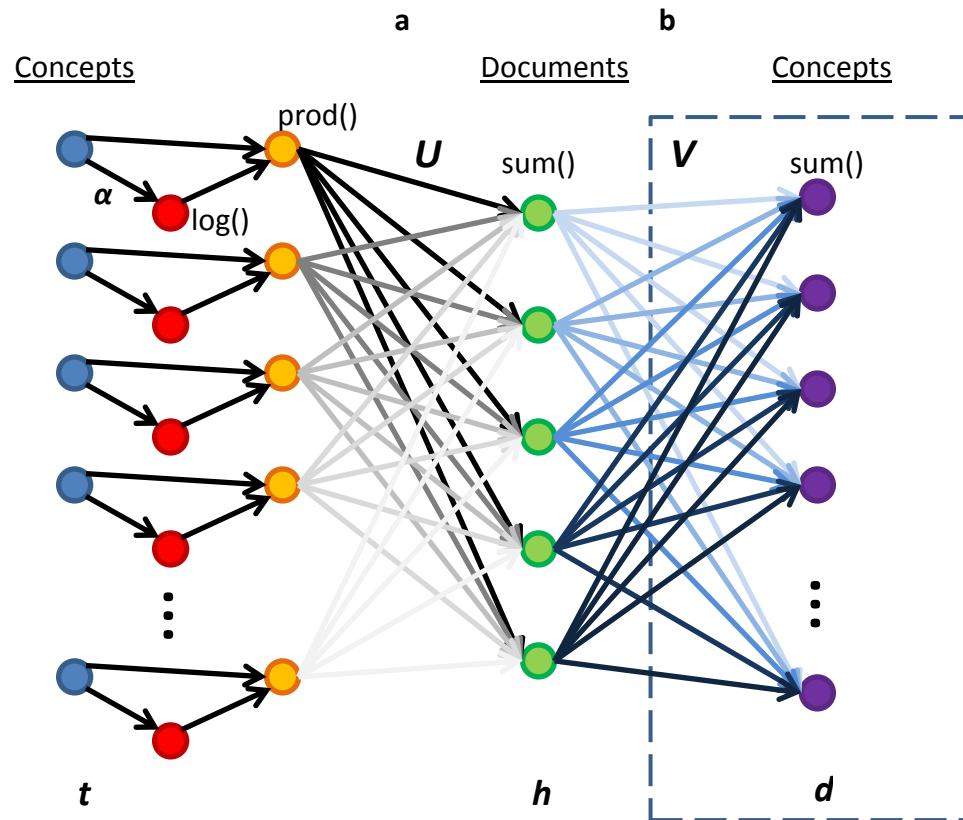 a b
Concepts Documents Concepts
prod()
U sum() V sum()
α
log()
t h d